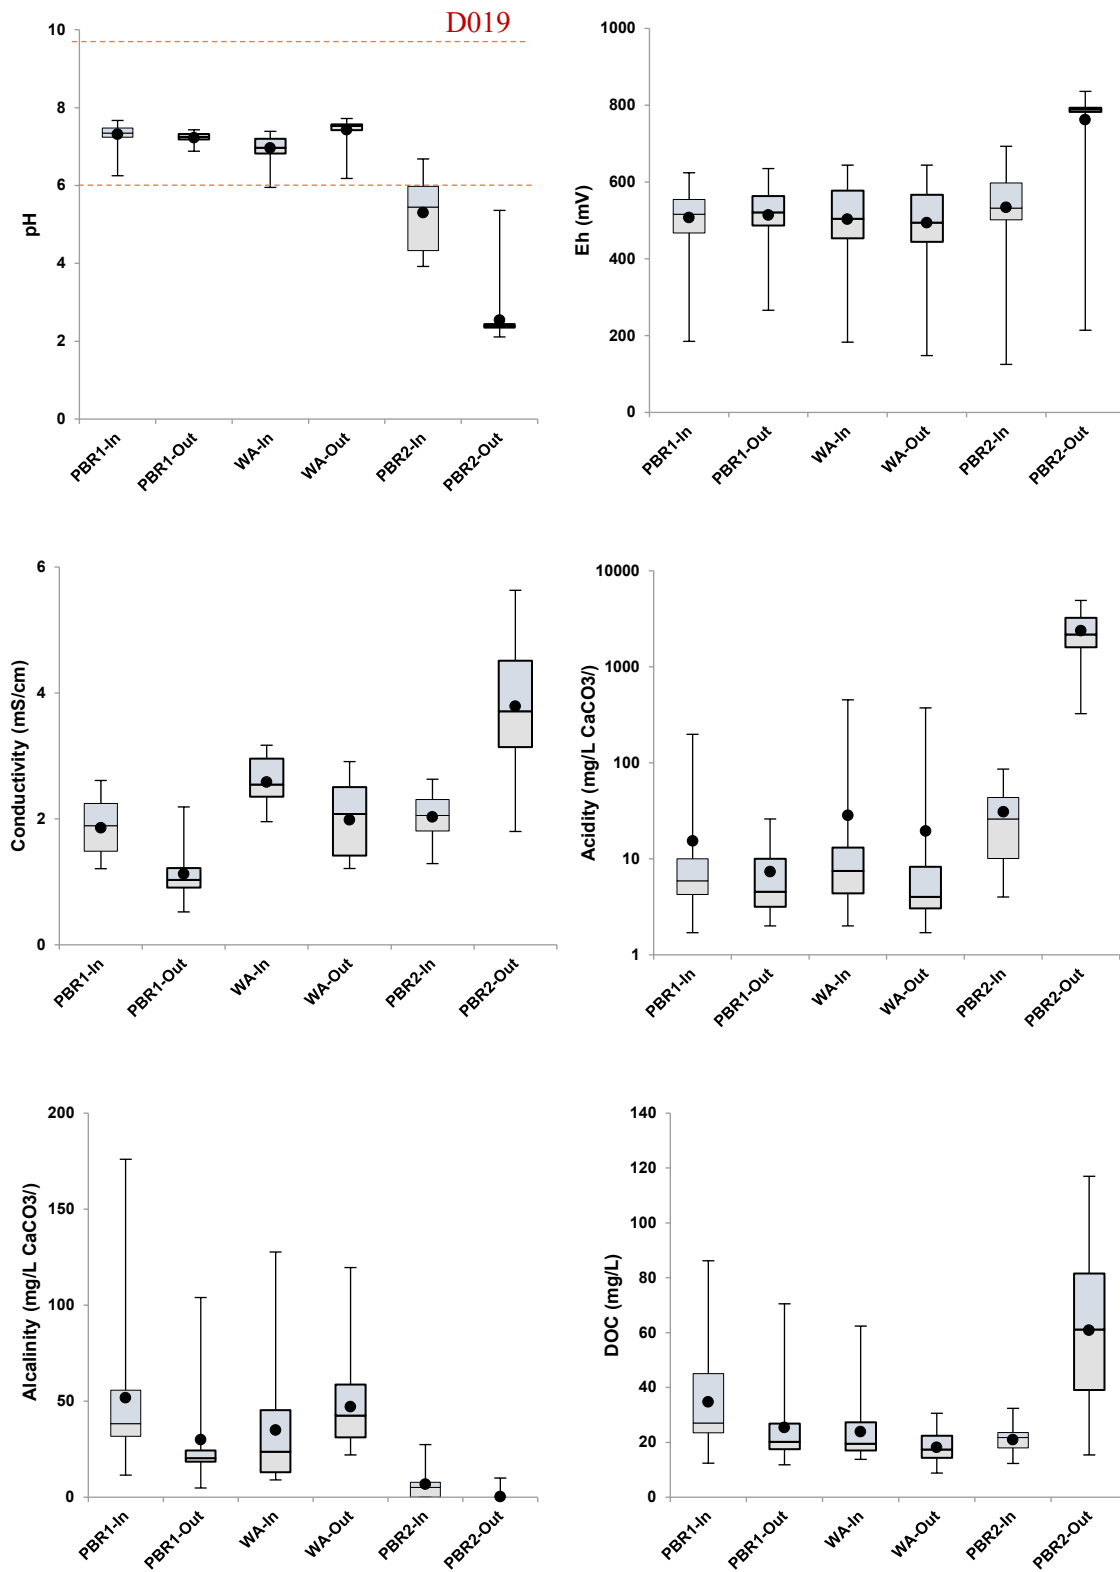 D019
10
8
6
4
2
0
pH
PBR1-In
PBR1-Out
WA-In
WA-Out
PBR2-In
PBR2-Out
1000
800
600
400
200
0
Eh (mV)
PBR1-In
PBR1-Out
WA-In
WA-Out
PBR2-In
PBR2-Out
6
4
2
0
Conductivity (mS/cm)
PBR1-In
PBR1-Out
WA-In
WA-Out
PBR2-In
PBR2-Out
10000
1000
100
10
1
Acidity (mg/L CaCO3/)
PBR1-In
PBR1-Out
WA-In
WA-Out
PBR2-In
PBR2-Out
200
150
100
50
0
Alcalinity (mg/L CaCO3/)
PBR1-In
PBR1-Out
WA-In
WA-Out
PBR2-In
PBR2-Out
140
120
100
80
60
40
20
0
DOC (mg/L)
PBR1-In
PBR1-Out
WA-In
WA-Out
PBR2-In
PBR2-Out